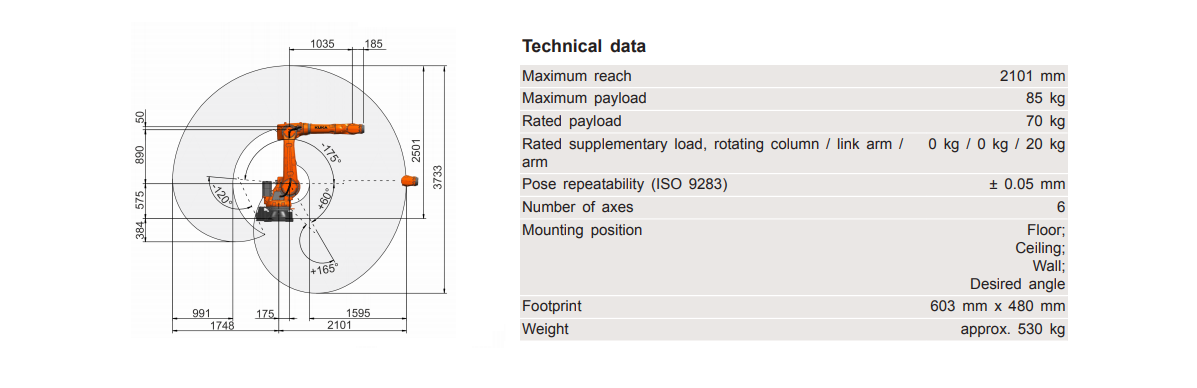 1035 185
50
890
575
384
-175°
-120°
+60°
+165°
2501
3733
KUKA
991 175 1595
1748 2101
Technical data
Maximum reach 2101 mm
Maximum payload 85 kg
Rated payload 70 kg
Rated supplementary load, rotating column / link arm / 0 kg / 0 kg / 20 kg
arm
Pose repeatability (ISO 9283) ± 0.05 mm
Number of axes 6
Mounting position Floor;
Ceiling;
Wall;
Desired angle
Footprint 603 mm x 480 mm
Weight approx. 530 kg